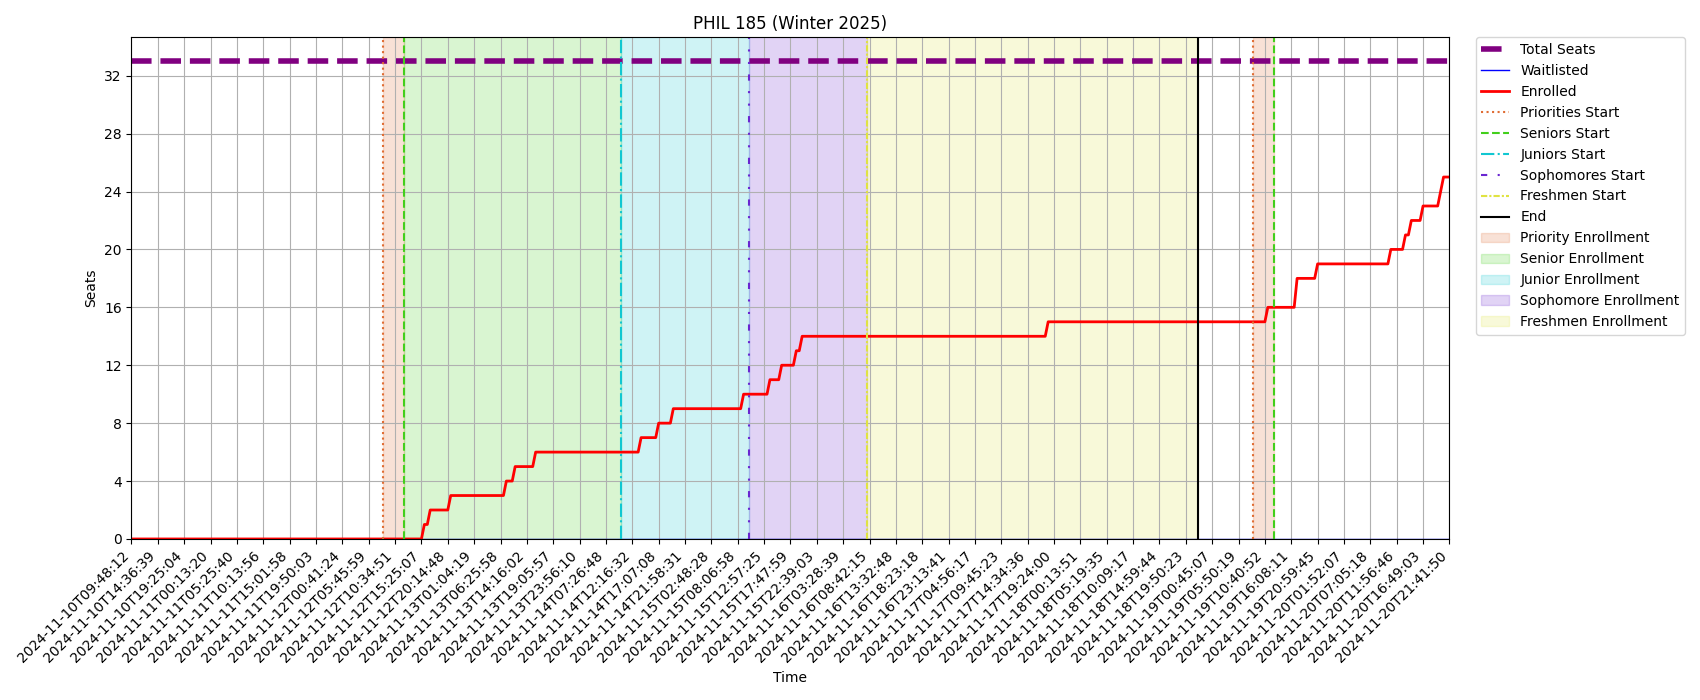 PHIL 185 (Winter 2025)
Seats
32
28
24
20
16
12
8
4
0
2024-11-10T09:48:12
2024-11-10T14:36:39
2024-11-10T19:25:04
2024-11-11T00:13:20
2024-11-11T05:25:40
2024-11-11T10:13:56
2024-11-11T15:01:58
2024-11-11T19:50:03
2024-11-12T00:41:24
2024-11-12T05:45:59
2024-11-12T10:34:51
2024-11-12T15:25:07
2024-11-12T20:14:48
2024-11-13T01:04:19
2024-11-13T06:25:58
2024-11-13T14:16:02
2024-11-13T19:05:57
2024-11-13T23:56:10
2024-11-14T07:26:48
2024-11-14T12:16:32
2024-11-14T17:07:08
2024-11-14T21:58:31
2024-11-15T02:48:28
2024-11-15T08:06:58
2024-11-15T12:57:23
2024-11-15T17:47:59
2024-11-15T22:39:03
2024-11-16T03:28:39
2024-11-16T08:42:15
2024-11-16T13:32:48
2024-11-16T18:23:18
2024-11-16T23:13:41
2024-11-17T04:56:17
2024-11-17T09:45:23
2024-11-17T14:34:36
2024-11-17T19:24:00
2024-11-18T00:13:51
2024-11-18T05:19:35
2024-11-18T10:09:17
2024-11-18T14:59:44
2024-11-18T19:50:23
2024-11-19T00:45:07
2024-11-19T05:50:19
2024-11-19T10:40:52
2024-11-19T16:08:11
2024-11-19T20:59:45
2024-11-20T01:52:07
2024-11-20T07:05:18
2024-11-20T11:56:46
2024-11-20T16:49:03
2024-11-20T21:41:50
Time
Total Seats
Waitlisted
Enrolled
Priorities Start
Seniors Start
Juniors Start
Sophomores Start
Freshmen Start
End
Priority Enrollment
Senior Enrollment
Junior Enrollment
Sophomore Enrollment
Freshmen Enrollment